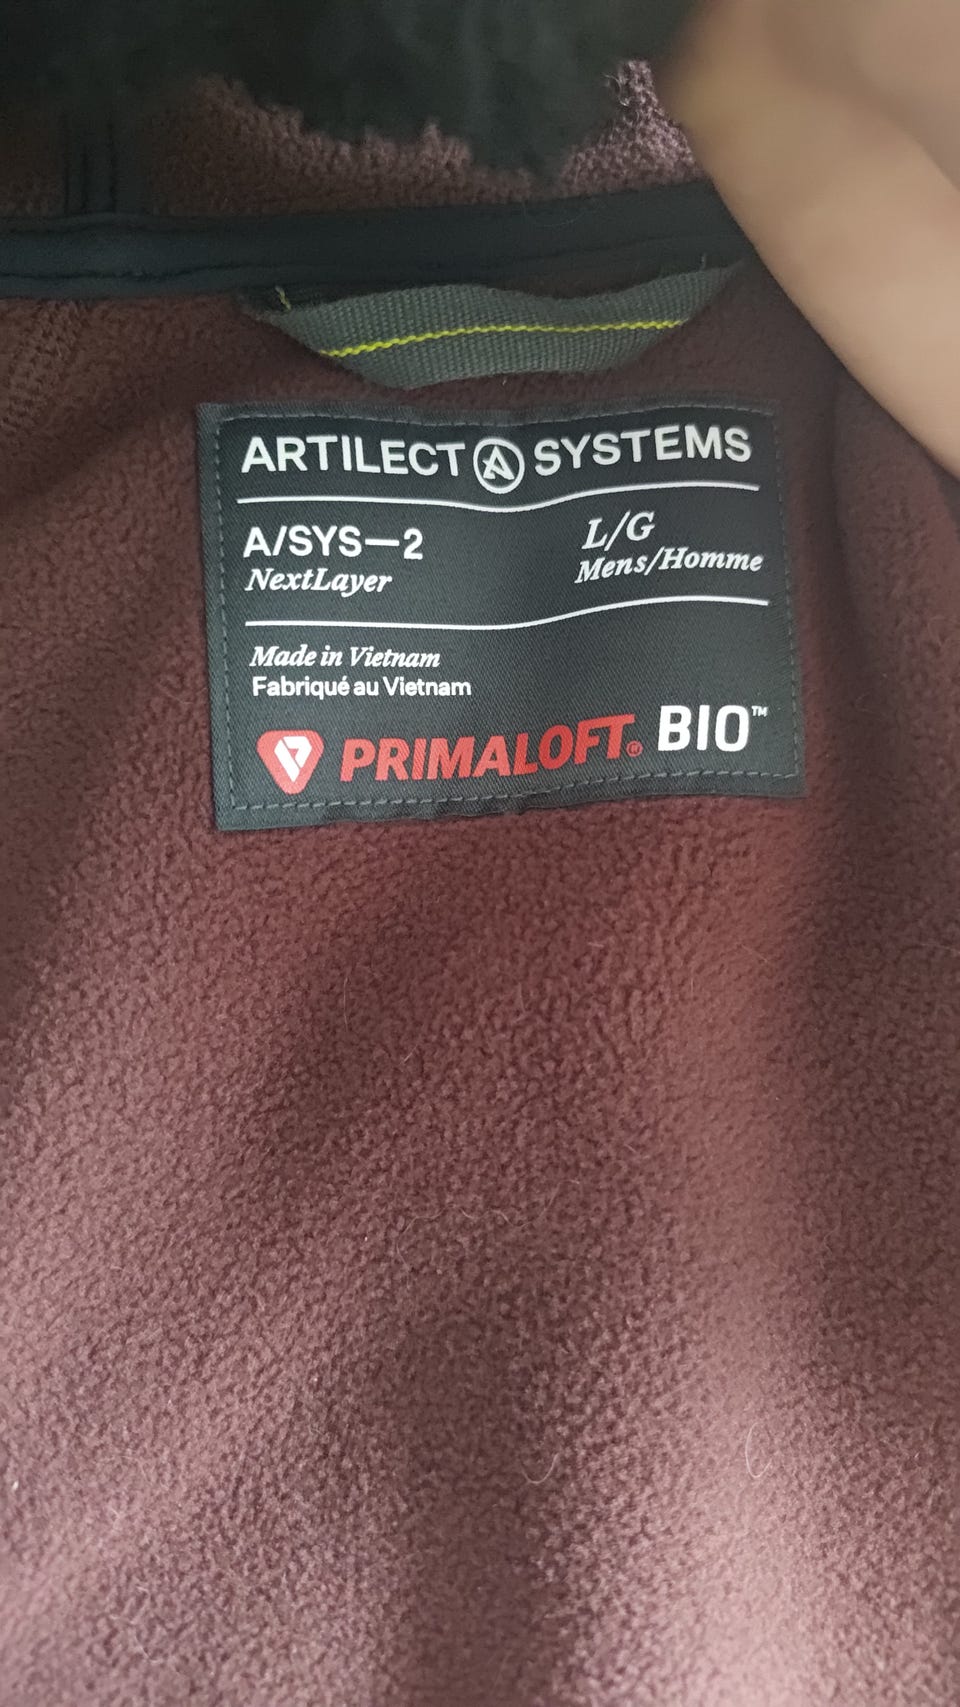 ARTILECT A SYSTEMS
A/SYS—2 L/G
NextLayer Mens/Homme
Made in Vietnam
Fabriqué au Vietnam
PRIMALOFT® BIO™